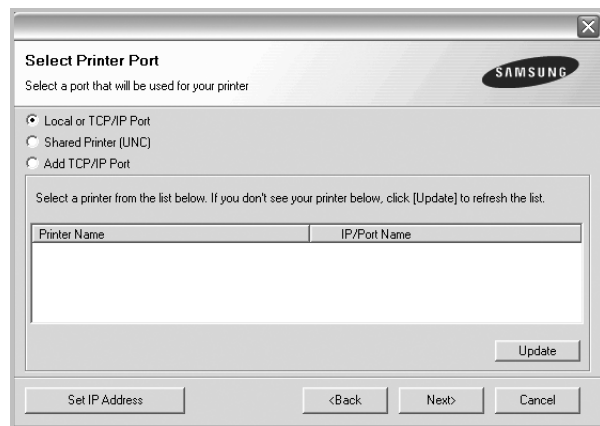 Select Printer Port
Select a port that will be used for your printer
SAMSUNG
Local or TCP/IP Port
Shared Printer (UNC)
Add TCP/IP Port
Select a printer from the list below. If you don't see your printer below, click [Update] to refresh the list.
Printer Name IP/Port Name
Update
Set IP Address <Back Next> Cancel